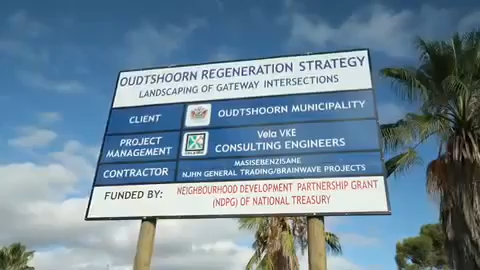 OUDTSHOORN REGENERATION STRATEGY
LANDSCAPING OF GATEWAY INTERSECTIONS
CLIENT OUDTSHOORN MUNICIPALITY
PROJECT MANAGEMENT
Vela VKE
CONSULTING ENGINEERS
CONTRACTOR
MASISEBENZISANE
NJHN GENERAL TRADING/BRAINWAVE PROJECTS
FUNDED BY:
NEIGHBOURHOOD DEVELOPMENT PARTNERSHIP GRANT
(NDPG) OF NATIONAL TREASURY